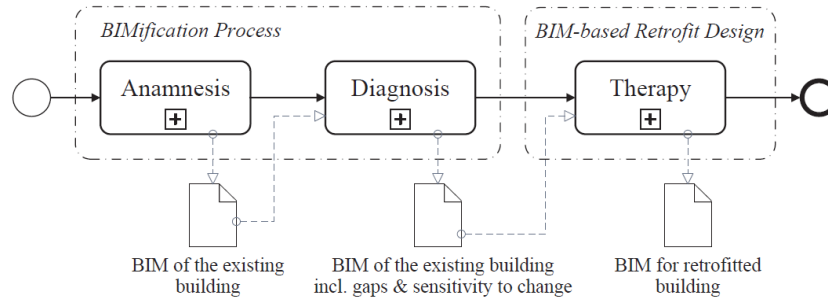 BIMification Process
BIM-based Retrofit Design
Anamnesis
Diagnosis
Therapy
BIM of the existing
building
BIM of the existing building
incl. gaps & sensitivity to change
BIM for retrofitted
building